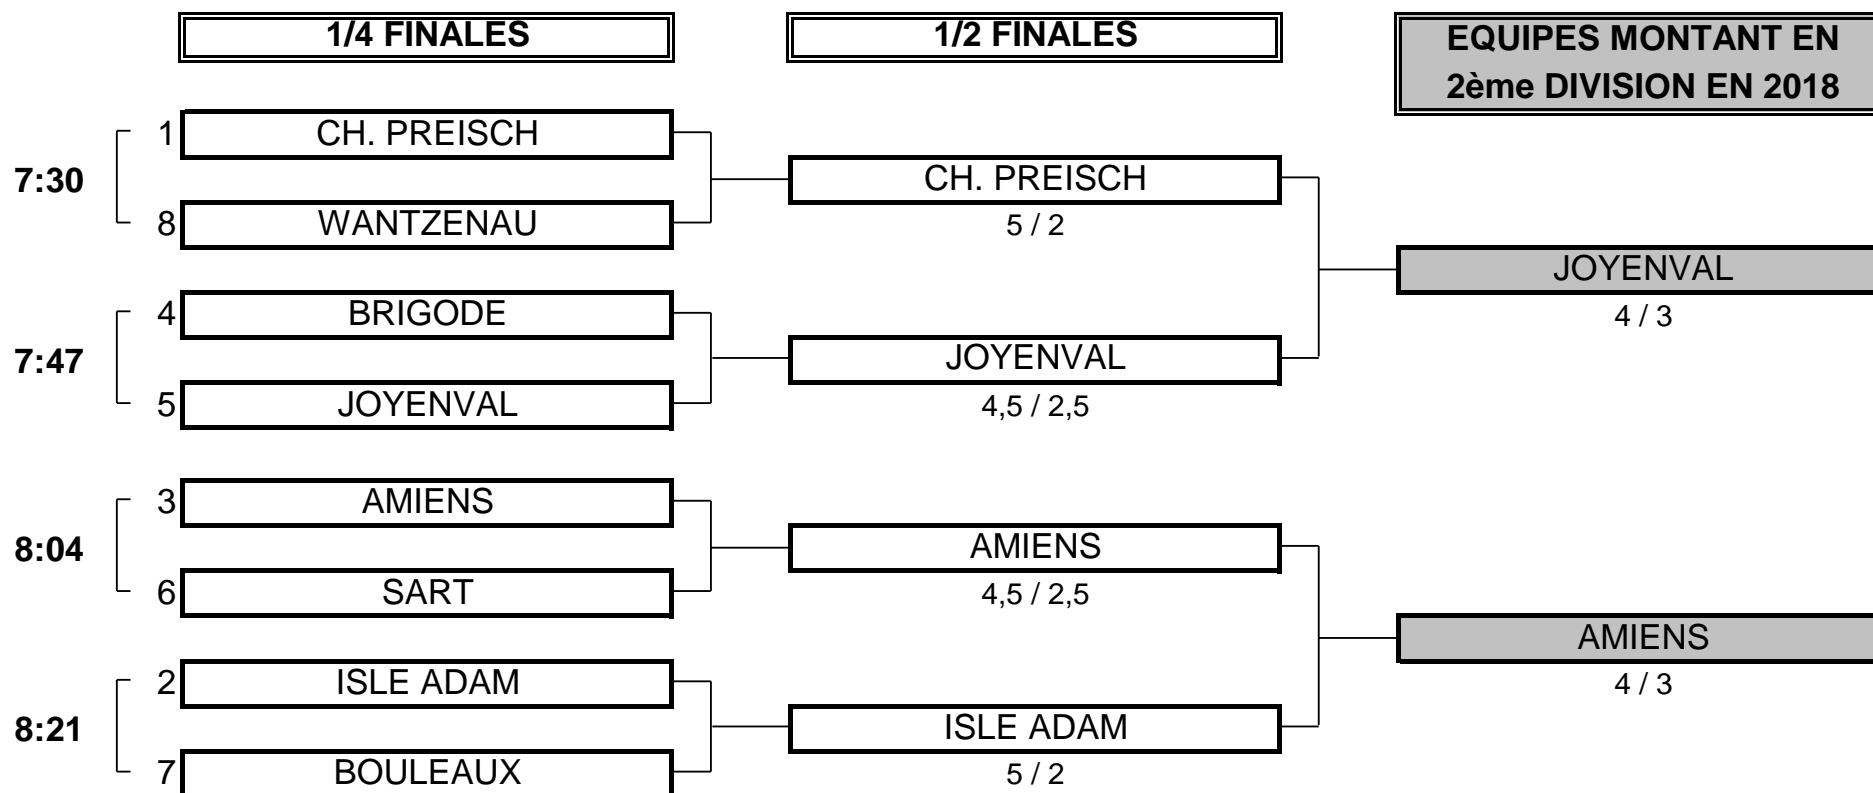 1/4 FINALES
1/2 FINALES
EQUIPES MONTANT EN
2ème DIVISION EN 2018
7:30
1 CH. PREISCH
8 WANTZENAU
CH. PREISCH
5 / 2
7:47
4 BRIGODE
5 JOYENVAL
JOYENVAL
4,5 / 2,5
JOYENVAL
4 / 3
8:04
3 AMIENS
6 SART
AMIENS
4,5 / 2,5
8:21
2 ISLE ADAM
7 BOULEAUX
ISLE ADAM
5 / 2
AMIENS
4 / 3